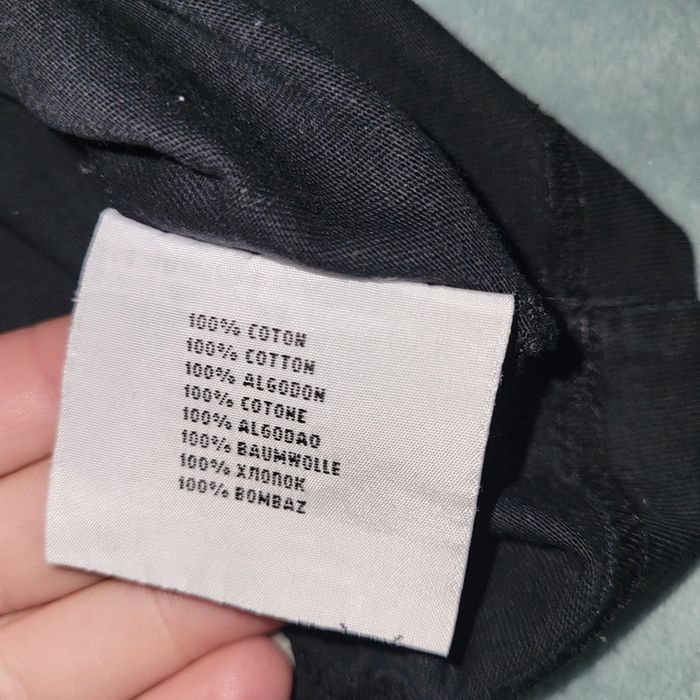 100% COTON
100% COTTON
100% ALGODON
100% COTONE
100% ALGODAO
100% BAUMWOLLE
100% ХЛОПОК
100% BOMBAZ